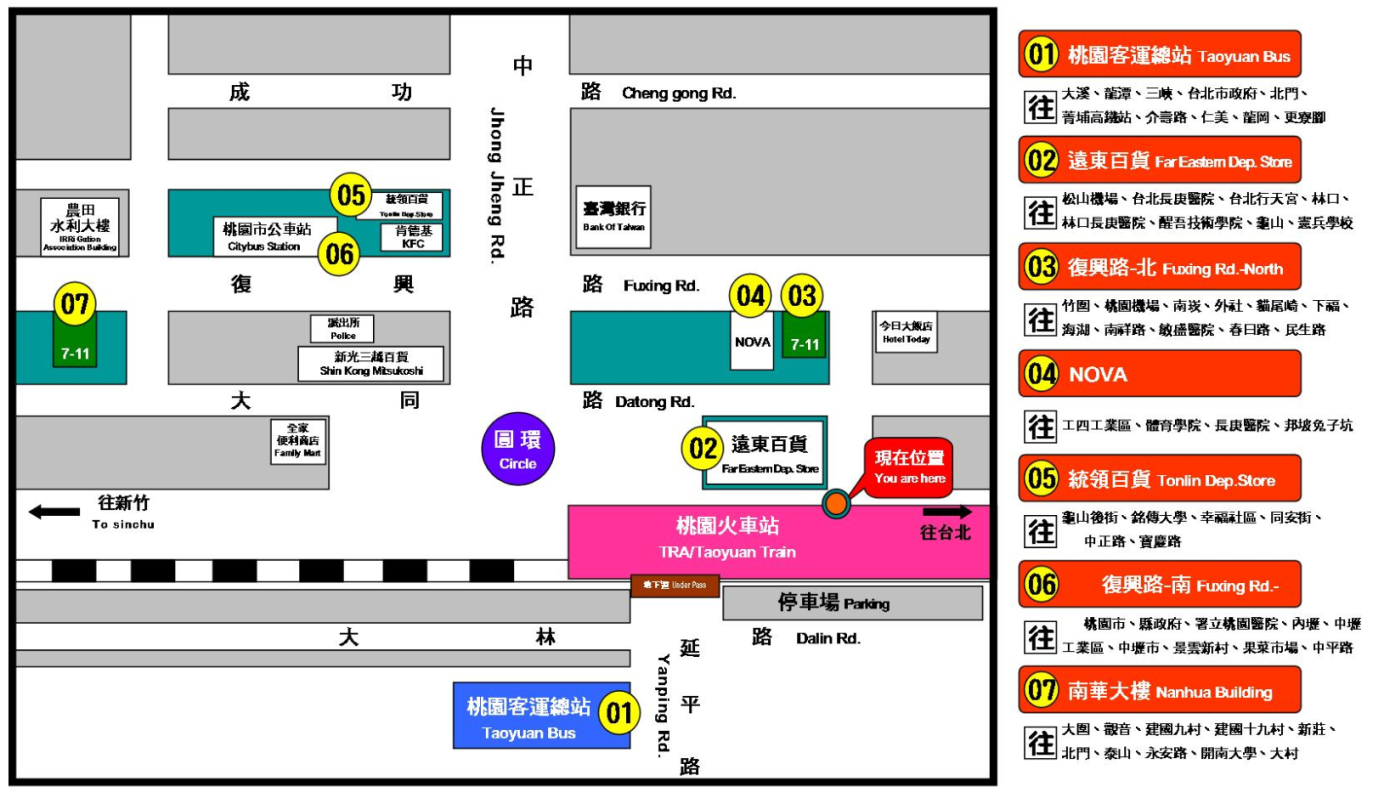 中
成 功 路 Cheng gong Rd.
Jhong Jheng Rd.
正
05
統領百貨
Tonlin Dep.Store
農田
水利大樓
IRRi Gation
Association Building
桃園市公車站
Citybus Station
肯德基
KFC
06
臺灣銀行
Bank Of Taiwan
復 興 路 Fuxing Rd.
路
07
7-11
派出所
Police
新光三越百貨
Shin Kong Mitsukoshi
04
NOVA
03
7-11
今日大飯店
Hotel Today
大 同 路 Datong Rd.
全家
便利商店
Family Mart
圓環
Circle
02
遠東百貨
Far Eastern Dep. Store
現在位置
You are here
往新竹
To sinchu
桃園火車站
TRA/Taoyuan Train
往台北
地下道 Under Pass
停車場 Parking
大 林 路 Dalin Rd.
延
平
路
Yanping Rd.
桃園客運總站
Taoyuan Bus
01
01 桃園客運總站 Taoyuan Bus
往
大溪、龍潭、三峽、台北市政府、北門、
菁埔高鐵站、介壽路、仁美、龍岡、更寮腳
02 遠東百貨 Far Eastern Dep. Store
往
松山機場、台北長庚醫院、台北行天宮、林口、
林口長庚醫院、醒吾技術學院、龜山、憲兵學校
03 復興路-北 Fuxing Rd.-North
往
竹圍、桃園機場、南崁、外社、貓尾崎、下福、
海湖、南祥路、敏盛醫院、春日路、民生路
04 NOVA
往
工四工業區、體育學院、長庚醫院、邦坡兔子坑
05 統領百貨 Tonlin Dep.Store
往
龜山後街、銘傳大學、幸福社區、同安街、
中正路、寶慶路
06 復興路-南 Fuxing Rd.-
往
桃園市、縣政府、署立桃園醫院、內壢、中壢
工業區、中壢市、景雲新村、果菜市場、中平路
07 南華大樓 Nanhua Building
往
大園、觀音、建國九村、建國十九村、新莊、
北門、泰山、永安路、開南大學、大村